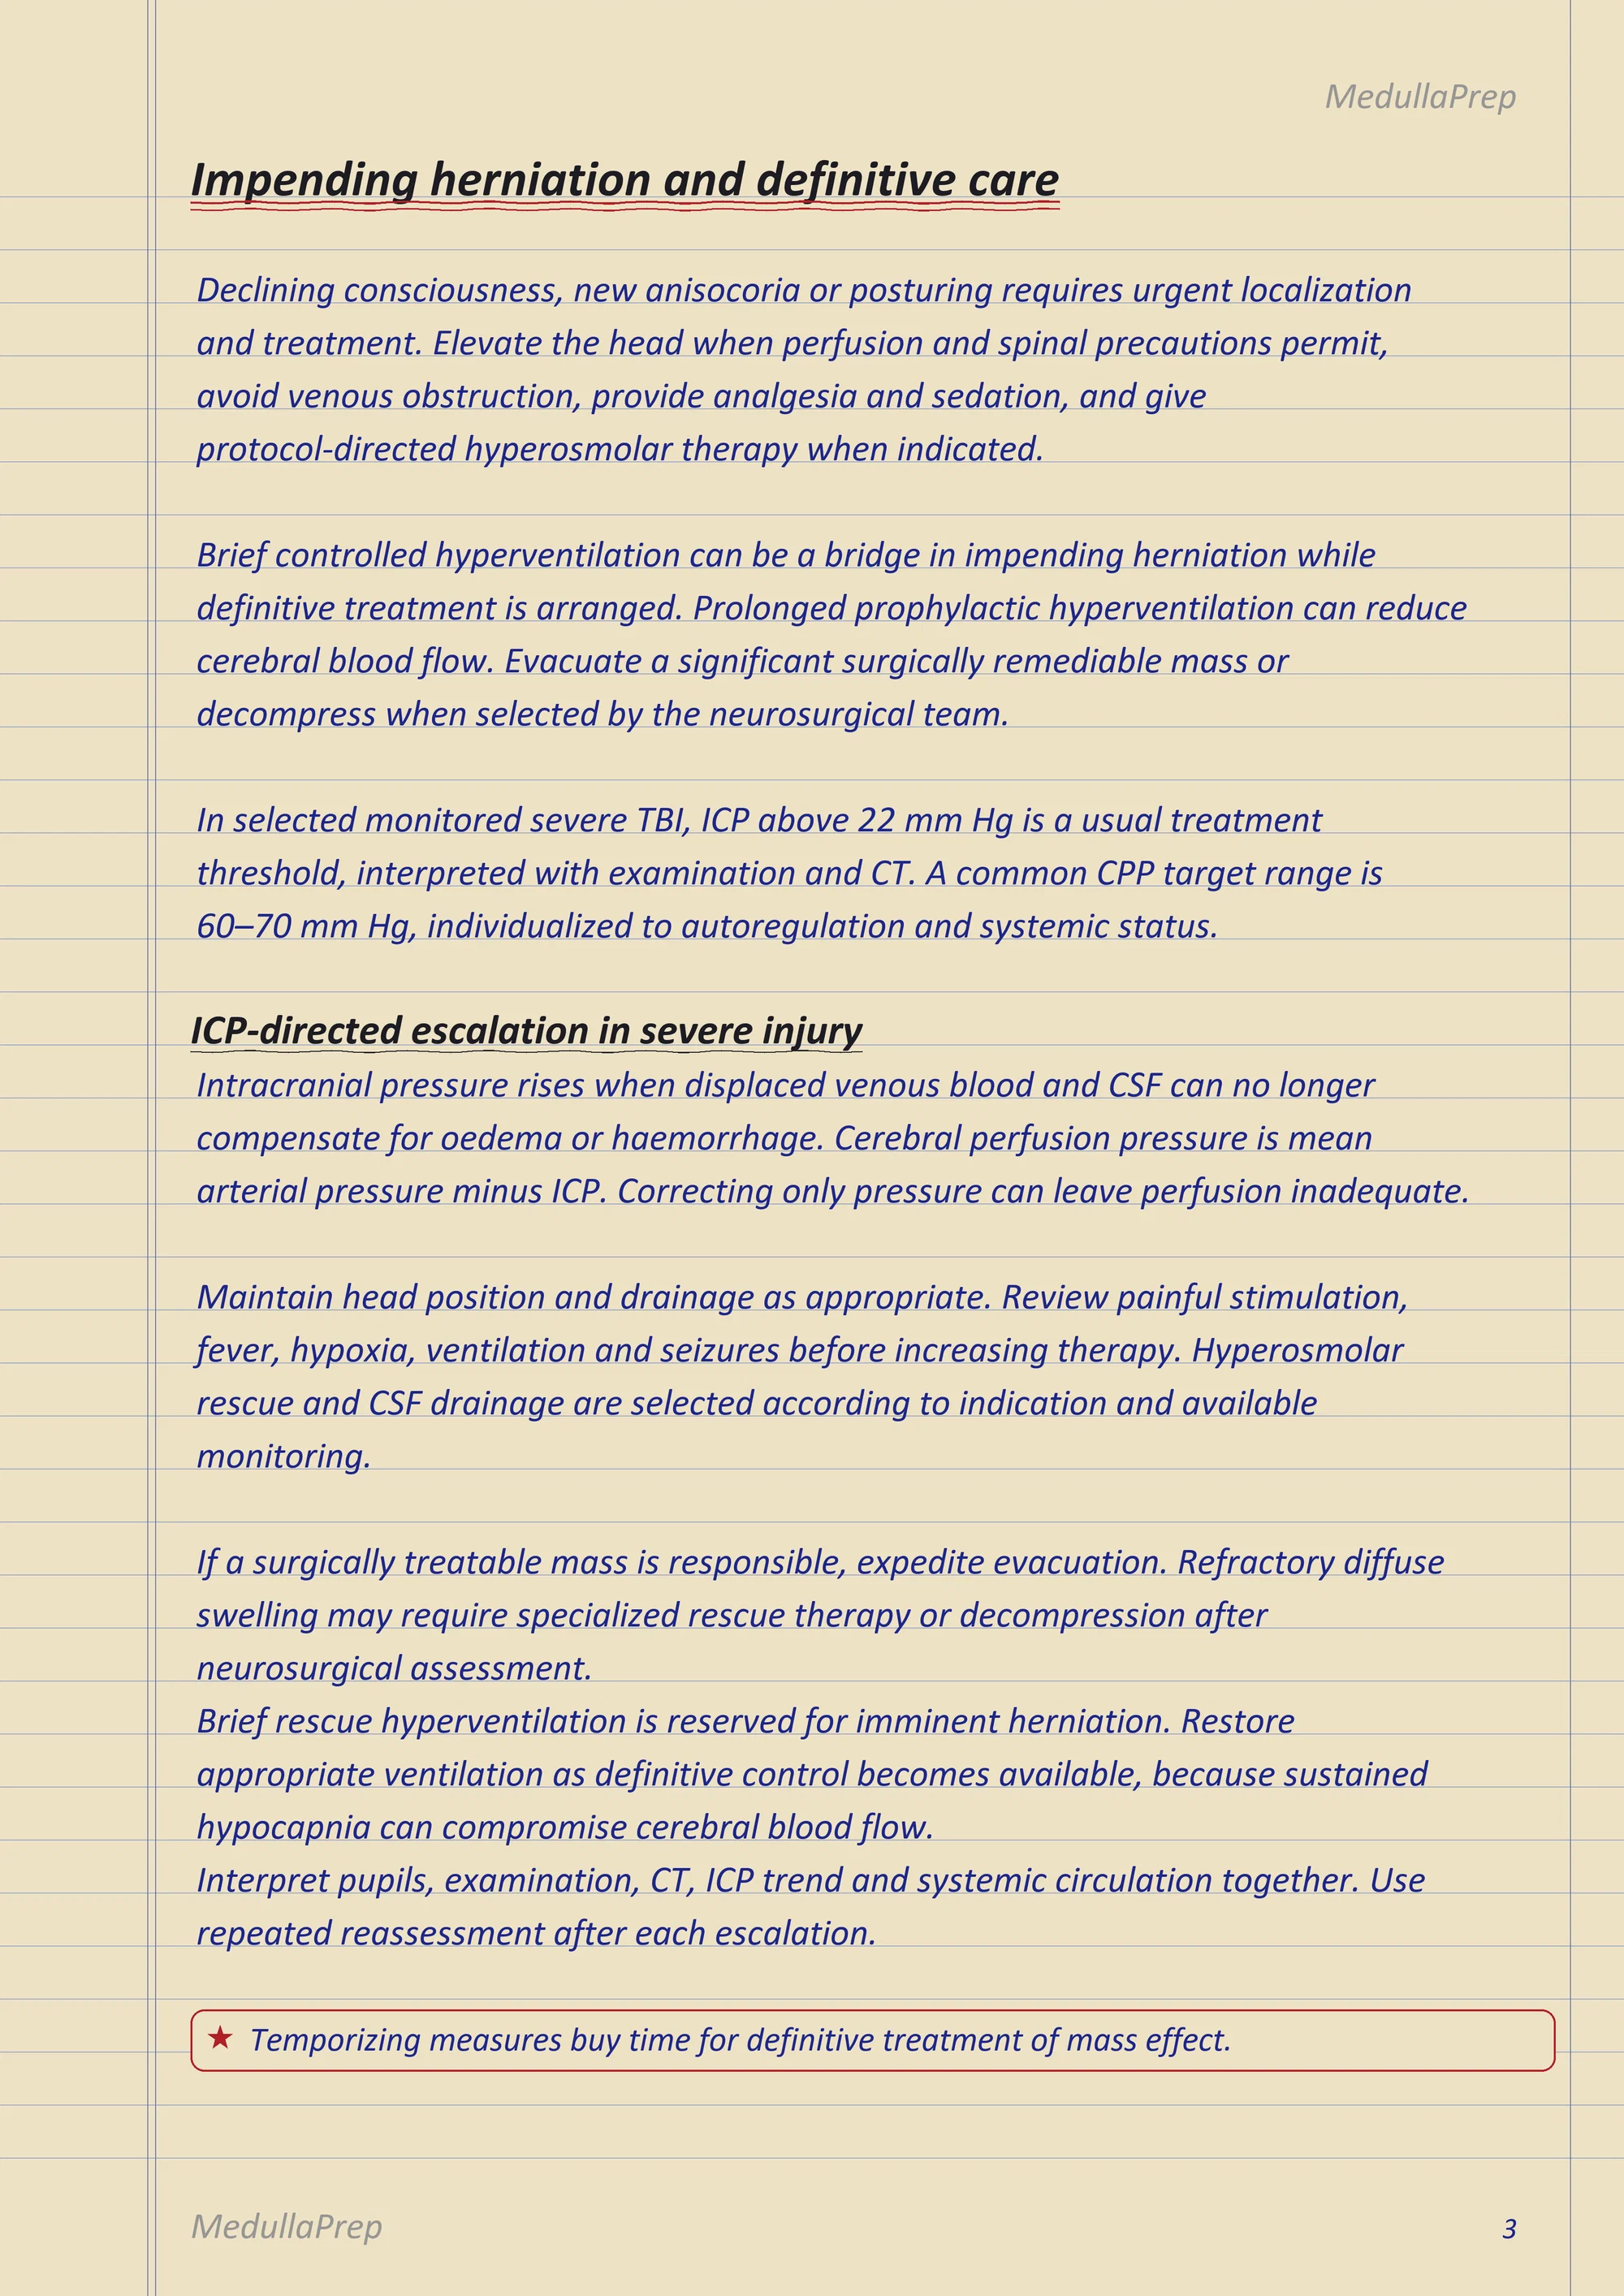 MedullaPrep
Impending herniation and definitive care
Declining consciousness, new anisocoria or posturing requires urgent localization
and treatment. Elevate the head when perfusion and spinal precautions permit,
avoid venous obstruction, provide analgesia and sedation, and give
protocol-directed hyperosmolar therapy when indicated.
Brief controlled hyperventilation can be a bridge in impending herniation while
definitive treatment is arranged. Prolonged prophylactic hyperventilation can reduce
cerebral blood flow. Evacuate a significant surgically remediable mass or
decompress when selected by the neurosurgical team.
In selected monitored severe TBI, ICP above 22 mm Hg is a usual treatment
threshold, interpreted with examination and CT. A common CPP target range is
60–70 mm Hg, individualized to autoregulation and systemic status.
ICP-directed escalation in severe injury
Intracranial pressure rises when displaced venous blood and CSF can no longer
compensate for oedema or haemorrhage. Cerebral perfusion pressure is mean
arterial pressure minus ICP. Correcting only pressure can leave perfusion inadequate.
Maintain head position and drainage as appropriate. Review painful stimulation,
fever, hypoxia, ventilation and seizures before increasing therapy. Hyperosmolar
rescue and CSF drainage are selected according to indication and available
monitoring.
If a surgically treatable mass is responsible, expedite evacuation. Refractory diffuse
swelling may require specialized rescue therapy or decompression after
neurosurgical assessment.
Brief rescue hyperventilation is reserved for imminent herniation. Restore
appropriate ventilation as definitive control becomes available, because sustained
hypocapnia can compromise cerebral blood flow.
Interpret pupils, examination, CT, ICP trend and systemic circulation together. Use
repeated reassessment after each escalation.
★ Temporizing measures buy time for definitive treatment of mass effect.
MedullaPrep
3